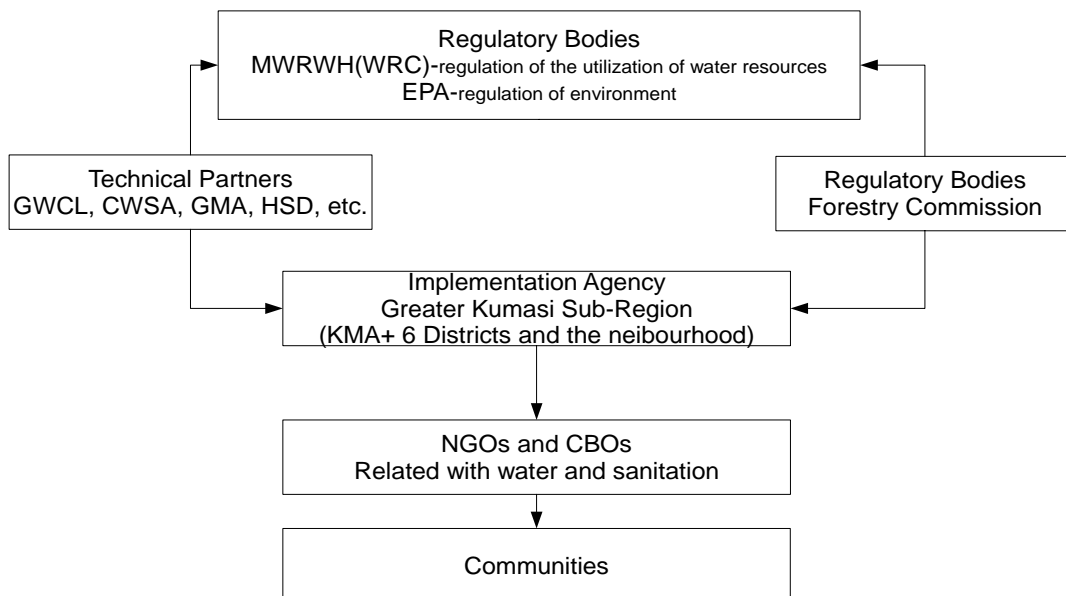 Regulatory Bodies
MWRWH(WRC)-regulation of the utilization of water resources
EPA-regulation of environment
Technical Partners
GWCL, CWSA, GMA, HSD, etc.
Regulatory Bodies
Forestry Commission
Implementation Agency
Greater Kumasi Sub-Region
(KMA+ 6 Districts and the neibourhood)
NGOs and CBOs
Related with water and sanitation
Communities